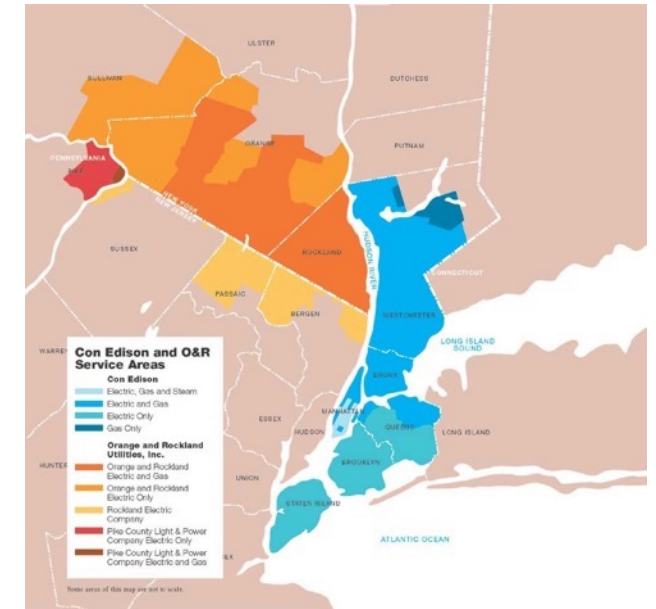 ULSTER
SULLIVAN
DUTCHESS
ORANGE
PUTNAM
PENNSYLVANIA
PIKE
NEW YORK
NEW JERSEY
SUSSEX
ROCKLAND
HUDSON RIVER
CONNECTICUT
PASSAIC
BERGEN
WESTCHESTER
LONG ISLAND
SOUND
WARREN
BRONX
MANHATTAN
ESSEX
HUDSON
QUEENS
LONG ISLAND
HUNTER
UNION
BROOKLYN
STATEN ISLAND
ATLANTIC OCEAN
Con Edison and O&R
Service Areas
Con Edison
Electric, Gas and Steam
Electric and Gas
Electric Only
Gas Only
Orange and Rockland
Utilities, Inc.
Orange and Rockland
Electric and Gas
Orange and Rockland
Electric Only
Rockland Electric
Company
Pike County Light & Power
Company Electric Only
Pike County Light & Power
Company Electric and Gas
Some areas of this map are not to scale.